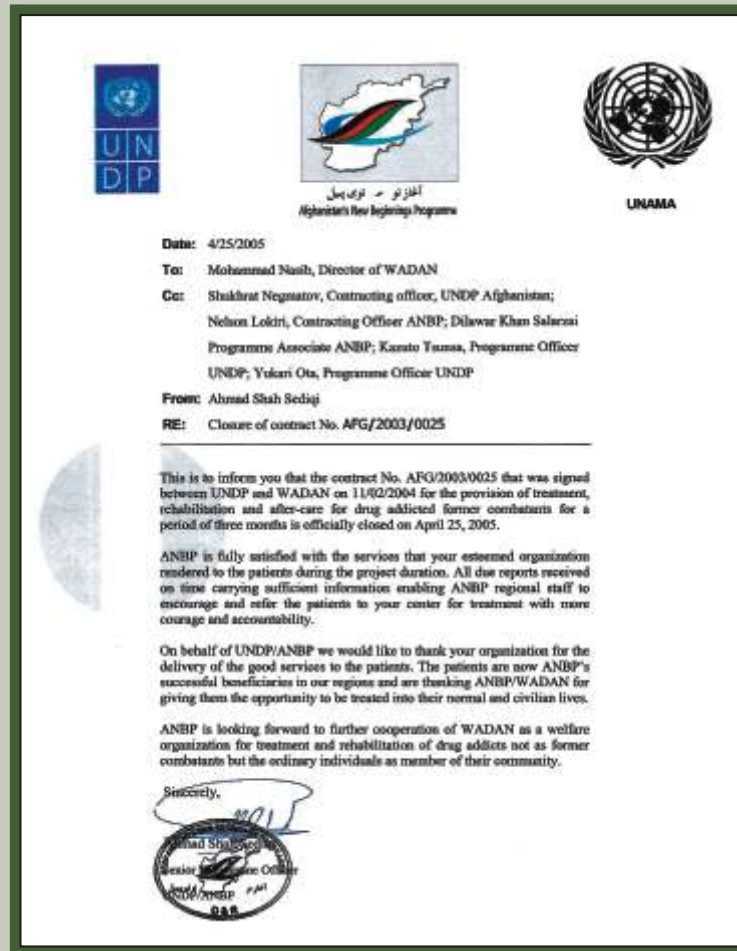 UN
DP
آغاز نو - نوی پیل
Afghanistan's New Beginnings Programme
UNAMA
Date: 4/25/2005
To: Mohammad Nasib, Director of WADAN
Cc: Shukhrat Negmatov, Contracting officer, UNDP Afghanistan;
Nelson Lokiri, Contracting Officer ANBP; Dilawar Khan Salarzai
Programme Associate ANBP; Kazuto Tsuusa, Programme Officer
UNDP; Yukari Ota, Programme Officer UNDP
From: Ahmad Shah Sediqi
RE: Closure of contract No. AFG/2003/0025
This is to inform you that the contract No. AFG/2003/0025 that was signed
between UNDP and WADAN on 11/02/2004 for the provision of treatment,
rehabilitation and after-care for drug addicted former combatants for a
period of three months is officially closed on April 25, 2005.
ANBP is fully satisfied with the services that your esteemed organization
rendered to the patients during the project duration. All due reports received
on time carrying sufficient information enabling ANBP regional staff to
encourage and refer the patients to your center for treatment with more
courage and accountability.
On behalf of UNDP/ANBP we would like to thank your organization for the
delivery of the good services to the patients. The patients are now ANBP's
successful beneficiaries in our regions and are thanking ANBP/WADAN for
giving them the opportunity to be treated into their normal and civilian lives.
ANBP is looking forward to further cooperation of WADAN as a welfare
organization for treatment and rehabilitation of drug addicts not as former
combatants but the ordinary individuals as member of their community.
Sincerely,
Senior
UNDP/ANBP